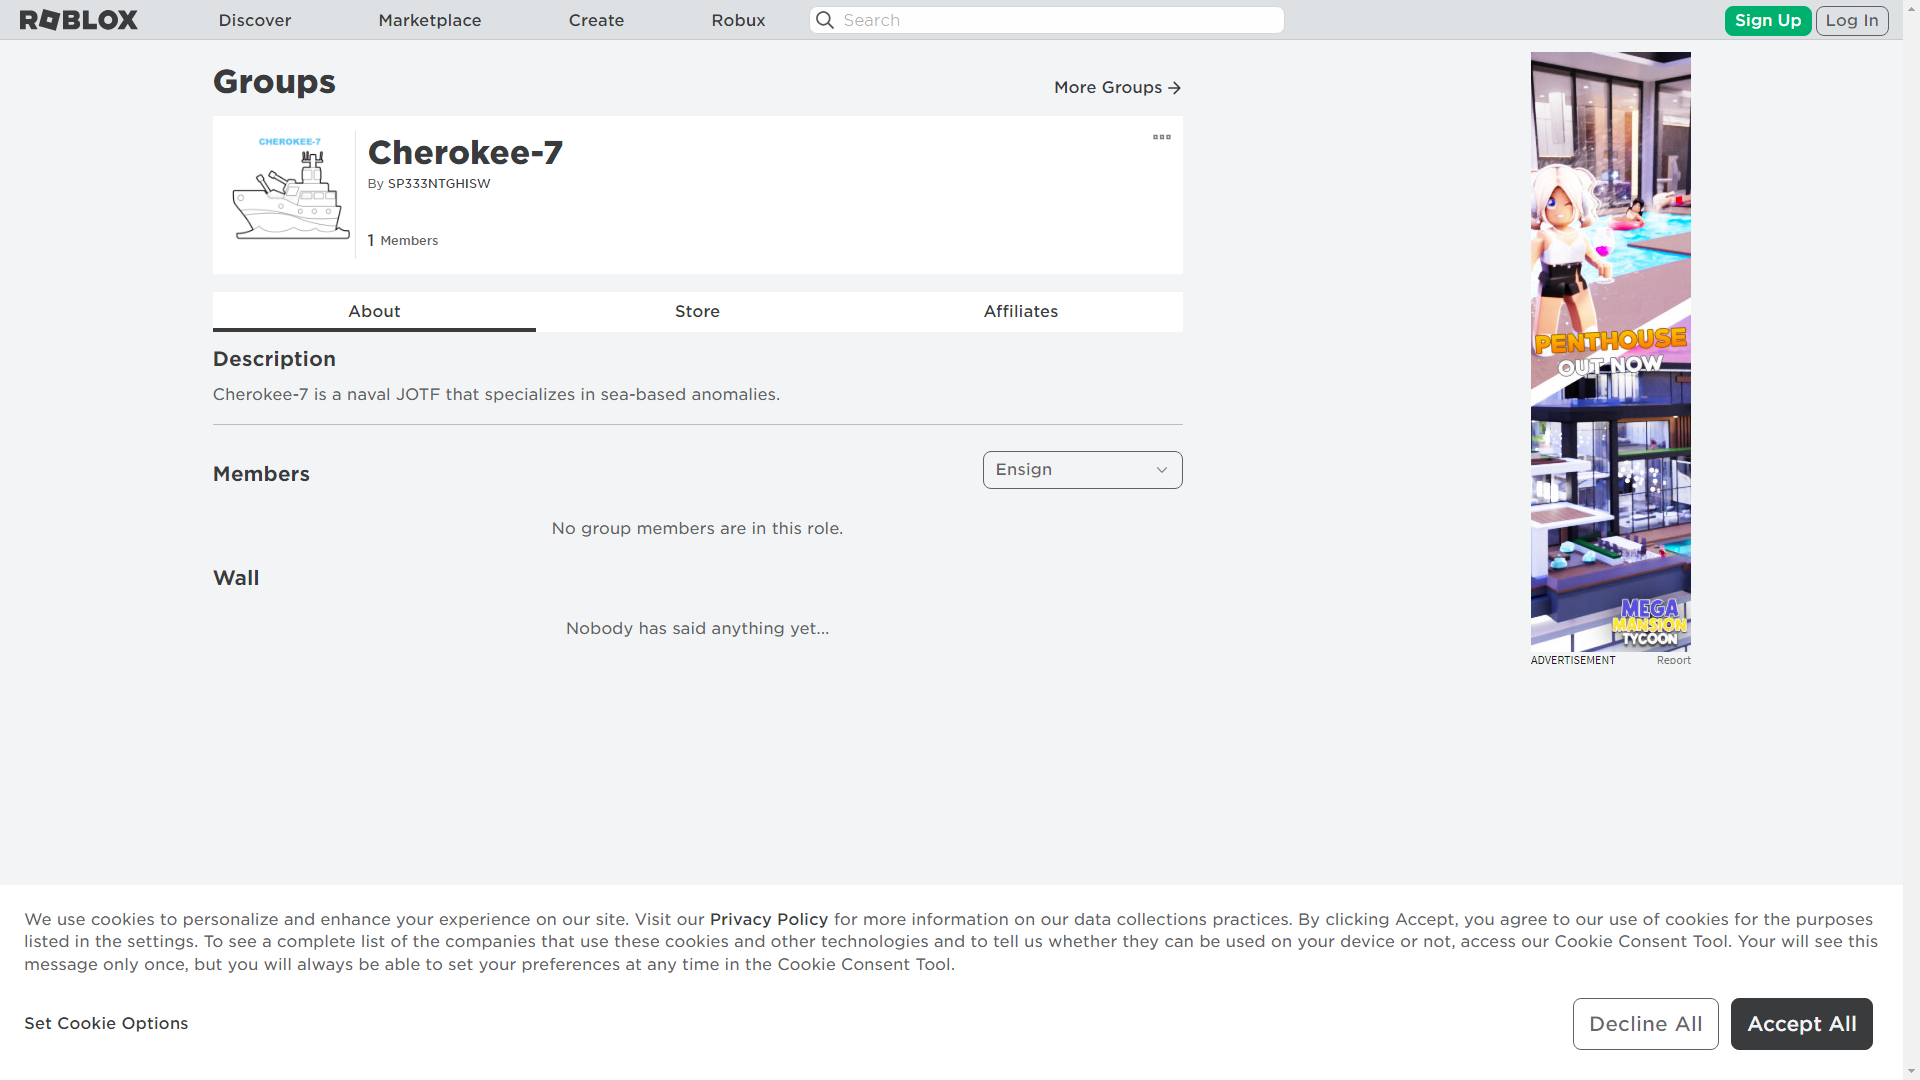 ROBLOX
Discover
Marketplace
Create
Robux
Search
Sign Up
Log In
Groups
More Groups
CHEROKEE-7
Cherokee-7
By SP333NTGHISW
1 Members
About
Store
Affiliates
Description
Cherokee-7 is a naval JOTF that specializes in sea-based anomalies.
Members
Ensign
No group members are in this role.
Wall
Nobody has said anything yet...
PENTHOUSE
OUT NOW
MEGA
MANSION
TYCOON
ADVERTISEMENT
Report
We use cookies to personalize and enhance your experience on our site. Visit our Privacy Policy for more information on our data collections practices. By clicking Accept, you agree to our use of cookies for the purposes
listed in the settings. To see a complete list of the companies that use these cookies and other technologies and to tell us whether they can be used on your device or not, access our Cookie Consent Tool. Your will see this
message only once, but you will always be able to set your preferences at any time in the Cookie Consent Tool.
Set Cookie Options
Decline All
Accept All